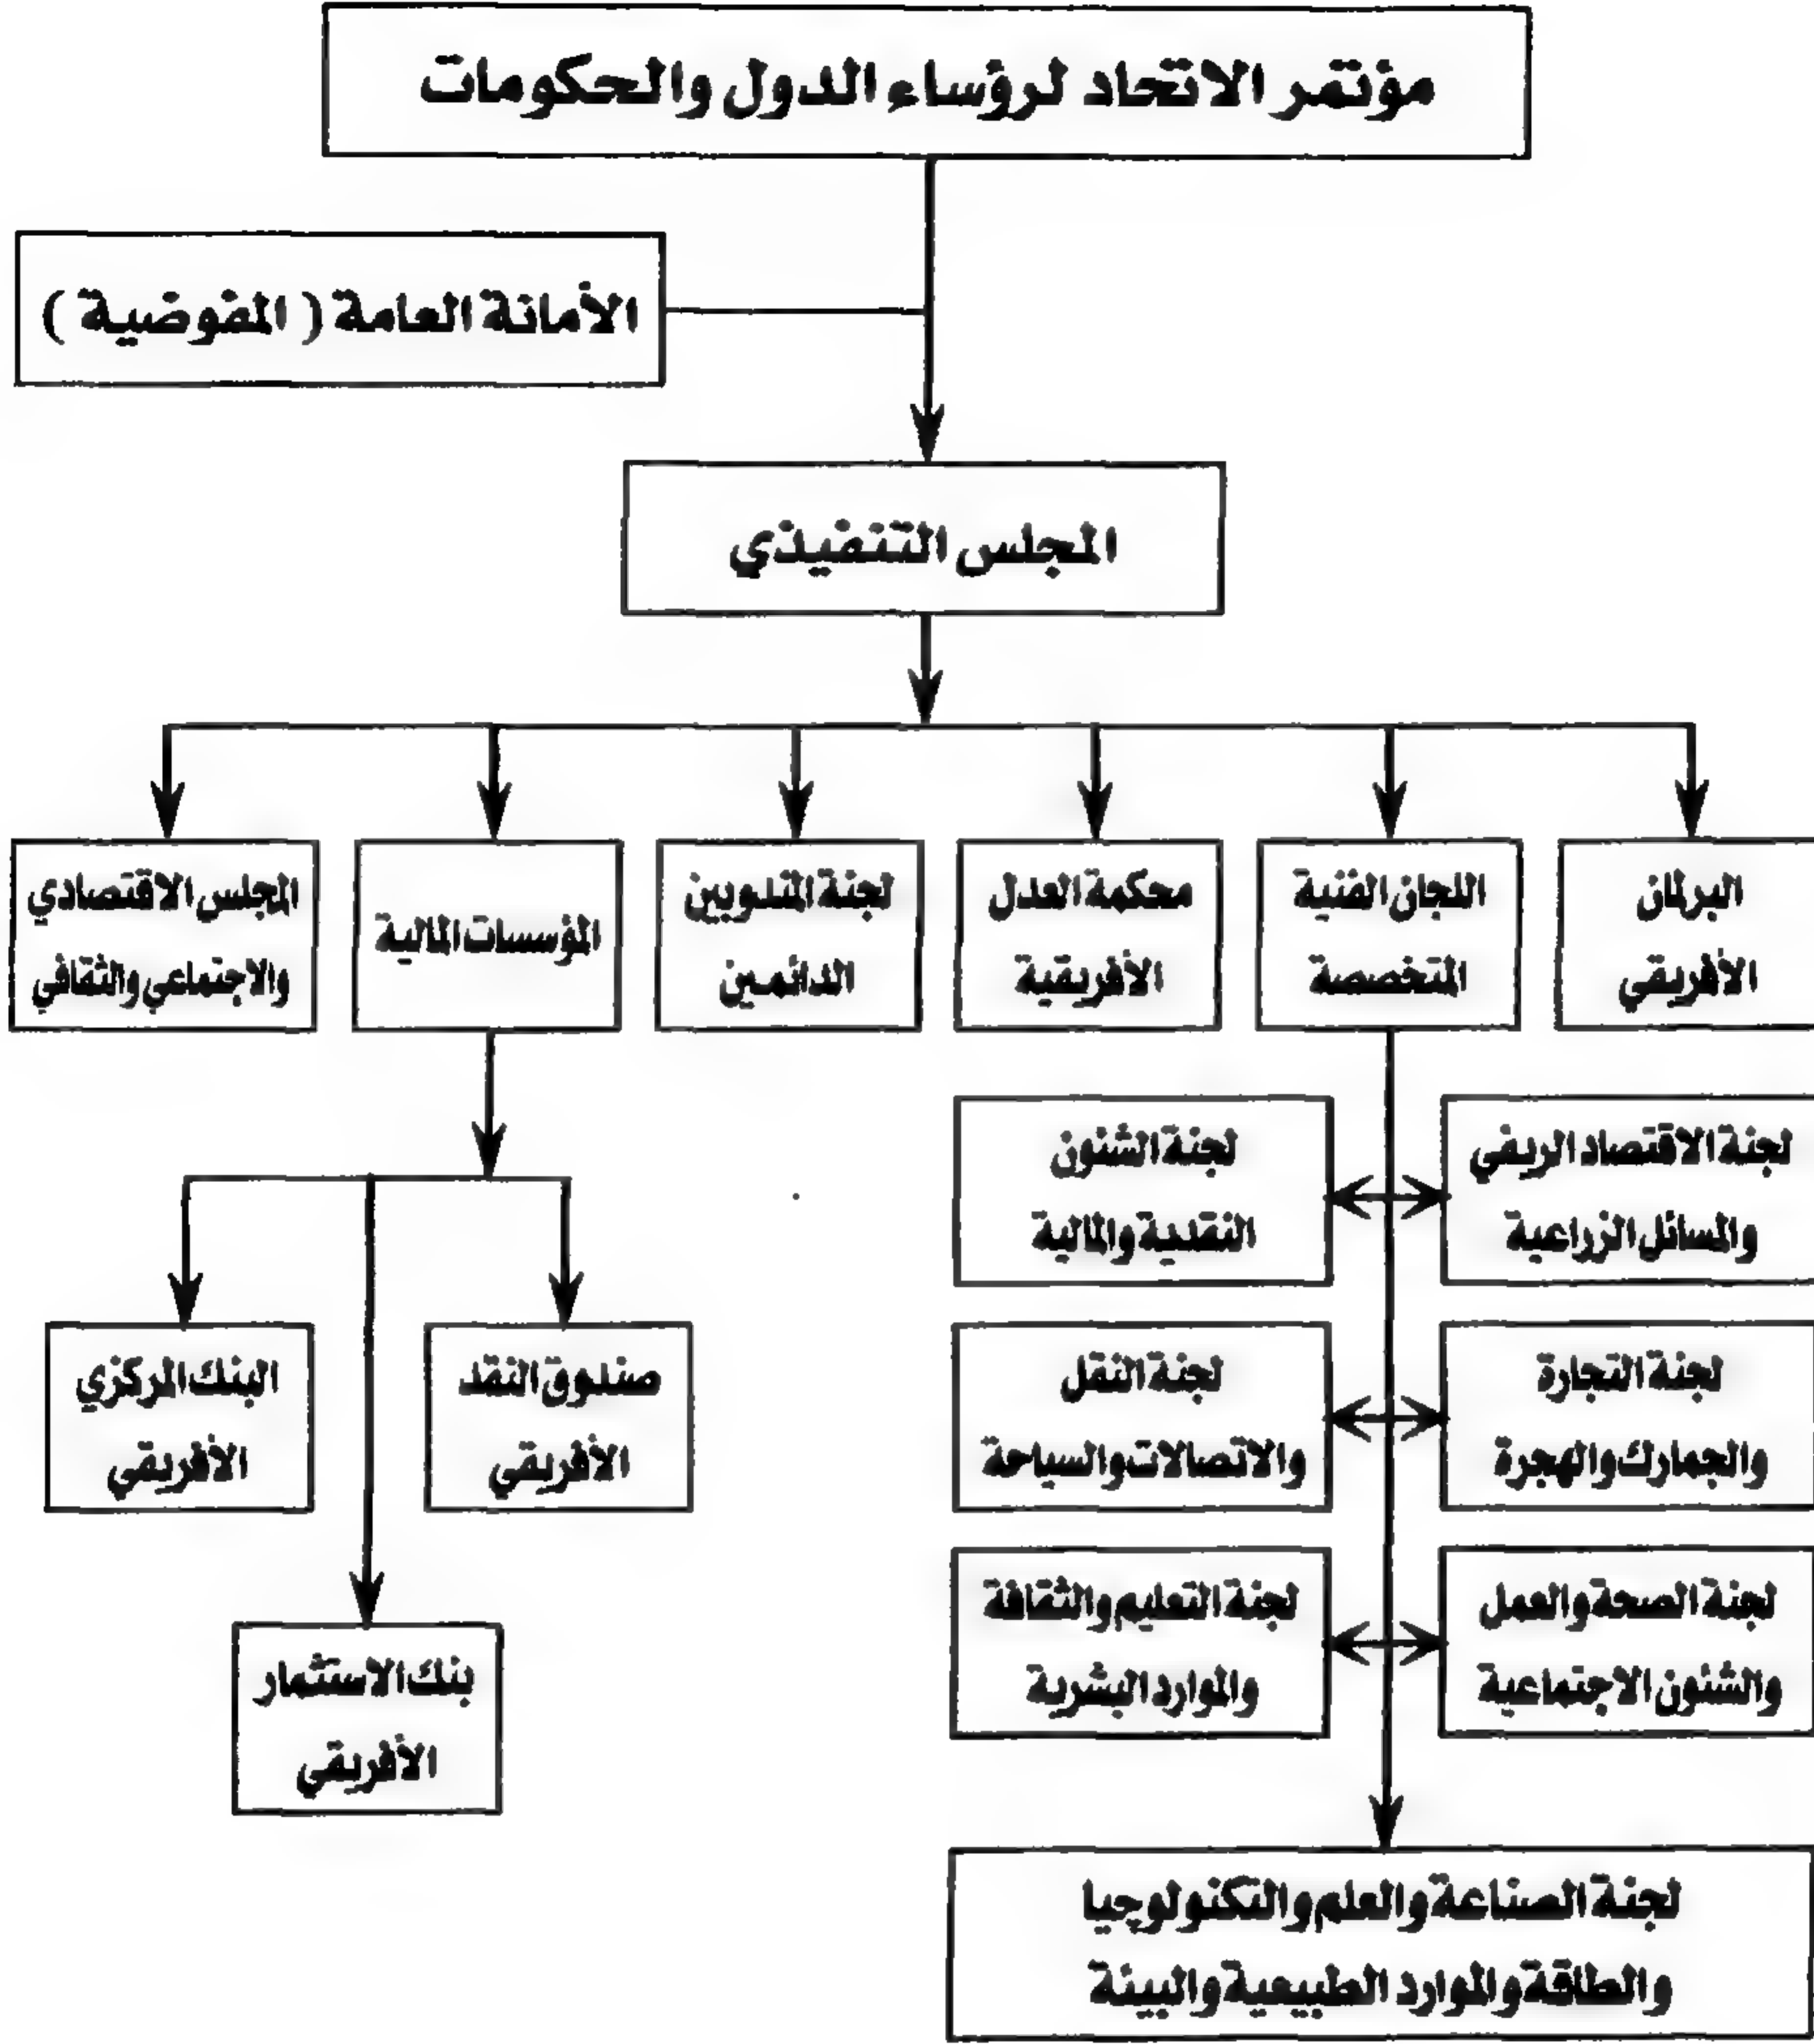 مؤتمر الاتحاد لرؤساء الدول والحكومات
الأمانة العامة ( المفوضية )
المجلس التنفيذي
البرلمان
الأفريقي
اللجان الفنية
المتخصصة
محكمة العدل
الأفريقية
لجنة المندوبين
الدائمين
المؤسسات المالية
المجلس الاقتصادي
والاجتماعي والثقافي
لجنة الاقتصاد الريفي
والمسائل الزراعية
لجنة الشئون
النقدية والمالية
لجنة التجارة
والجمارك والهجرة
لجنة النقل
والاتصالات والسياحة
لجنة الصحة والعمل
والشئون الاجتماعية
لجنة التعليم والثقافة
والموارد البشرية
لجنة الصناعة والعلم والتكنولوجيا
والطاقة والموارد الطبيعية والبيئة
صندوق النقد
الأفريقي
البنك المركزي
الأفريقي
بنك الاستثمار
الأفريقي